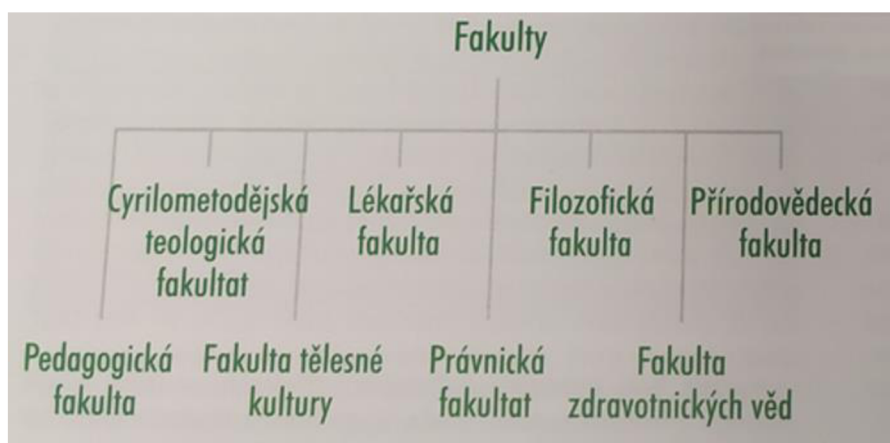 Fakulty
Cyrilometodějská
teologická
fakultat
Lékařská
fakulta
Filozofická
fakulta
Přírodovědecká
fakulta
Pedagogická
fakulta
Fakulta tělesné
kultury
Právnická
fakultat
Fakulta
zdravotnických věd